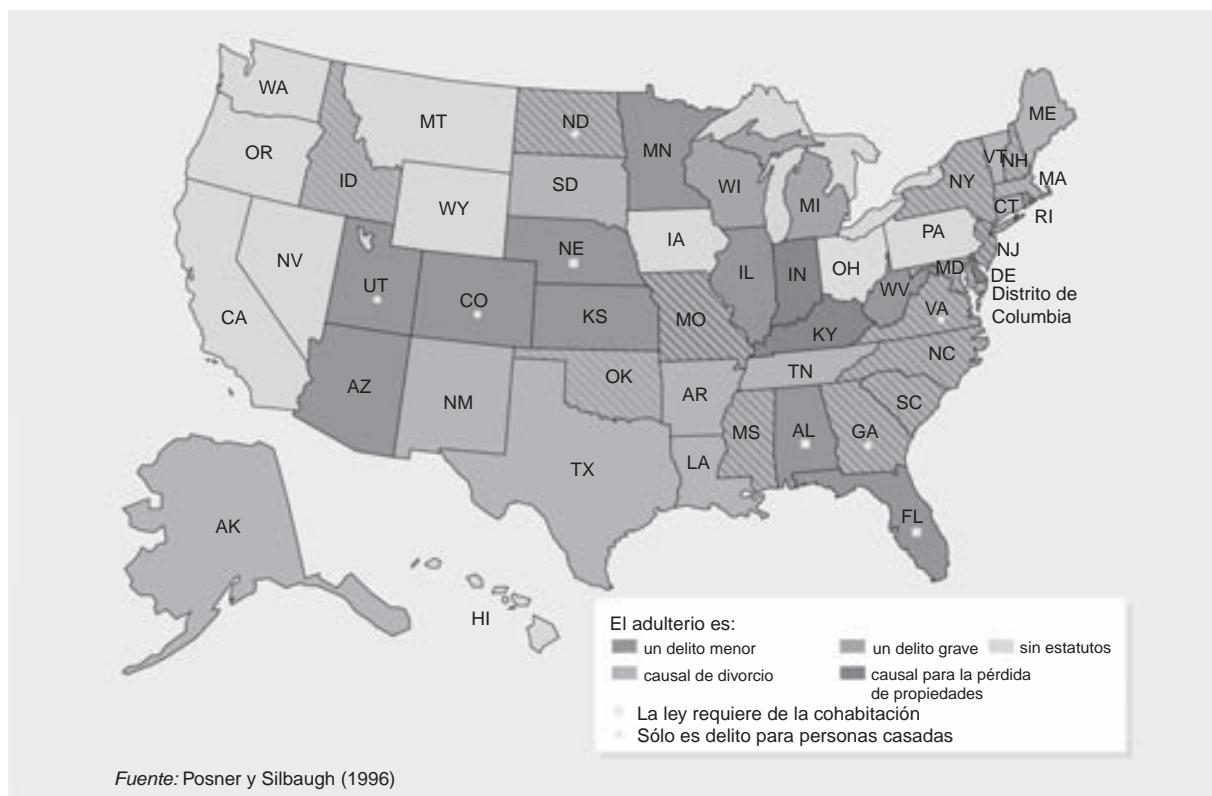 WA
MT
ND
MN
ME
OR
ID
SD
WI
MI
VT
NH
NY
MA
CT
RI
WY
NE
IA
PA
NJ
NV
UT
CO
IL
IN
OH
MD
DE
WV
Distrito de
Columbia
VA
CA
KS
MO
KY
NC
AZ
NM
OK
AR
TN
SC
MS
AL
GA
TX
LA
FL
AK
HI
El adulterio es:
un delito menor
un delito grave
sin estatutos
causal de divorcio
causal para la pérdida
de propiedades
La ley requiere de la cohabitación
Sólo es delito para personas casadas
Fuente: Posner y Silbaugh (1996)